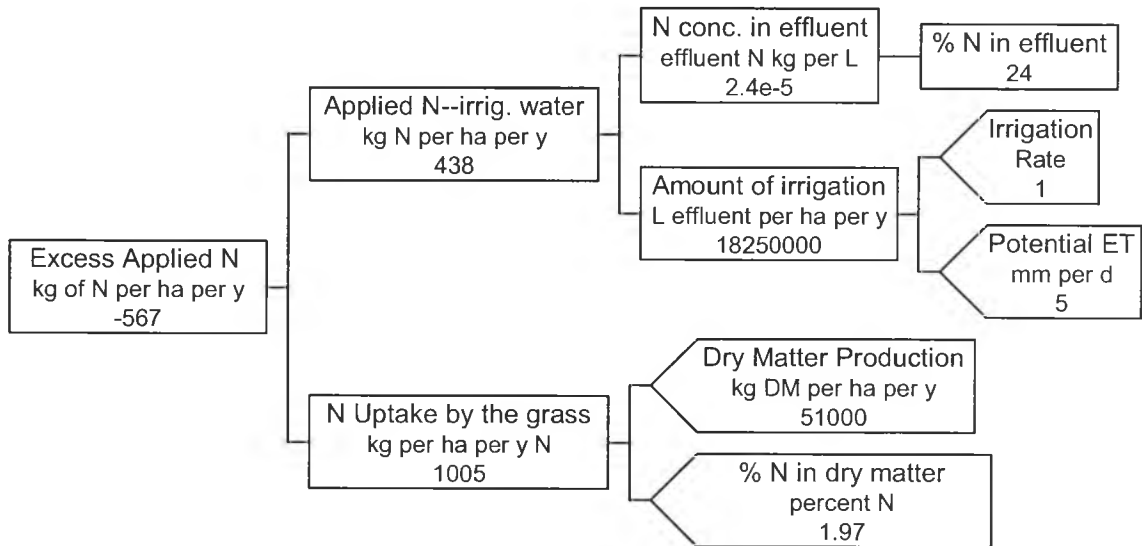 N conc. in effluent
effluent N kg per L
2.4e-5
% N in effluent
24
Applied N--irrig. water
kg N per ha per y
438
Irrigation
Rate
1
Amount of irrigation
L effluent per ha per y
18250000
Potential ET
mm per d
5
Excess Applied N
kg of N per ha per y
-567
Dry Matter Production
kg DM per ha per y
51000
N Uptake by the grass
kg per ha per y N
1005
% N in dry matter
percent N
1.97